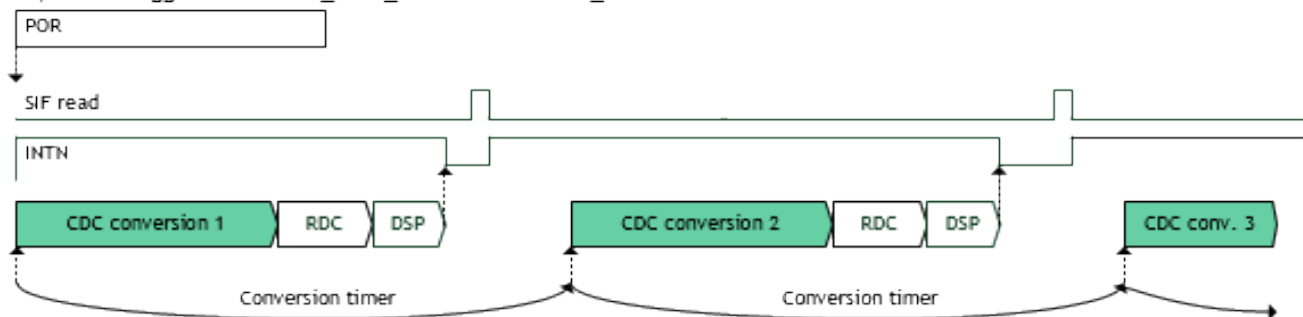 POR
SIF read
INTN
CDC conversion 1 RDC DSP CDC conversion 2 RDC DSP CDC conv. 3
Conversion timer Conversion timer